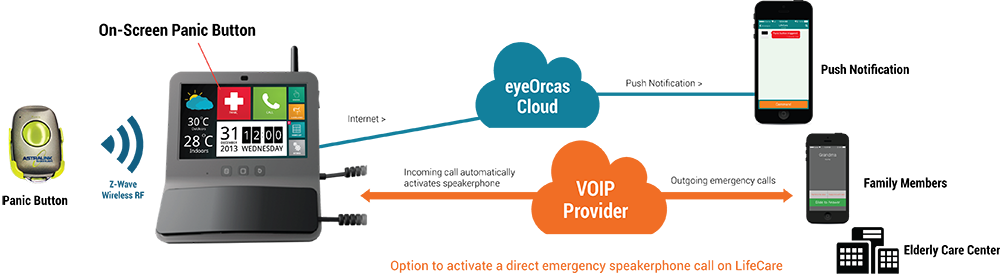 On-Screen Panic Button
eyeOrcas
Cloud
Push Notification >
Push Notification
Internet >
30°C
Outdoors
28°C
Indoors
31
DECEMBER
2013
12:00
WEDNESDAY
ASTRALINK
Panic Button
Z-Wave
Wireless RF
Incoming call automatically
activates speakerphone
VOIP
Provider
Outgoing emergency calls
Grandma
Family Members
Elderly Care Center
Option to activate a direct emergency speakerphone call on LifeCare